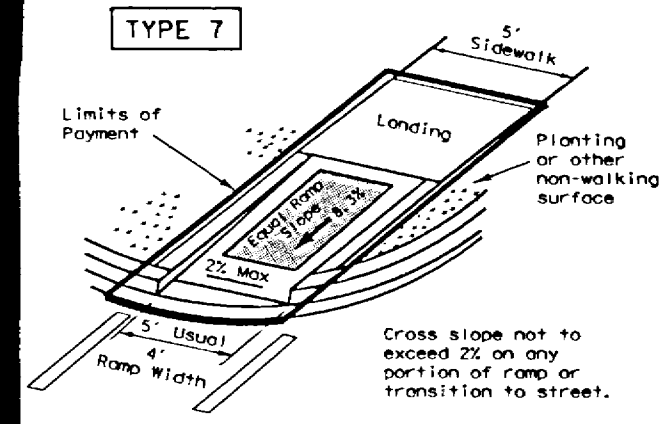 TYPE 7
5'
Sidewalk
Limits of
Payment
Landing
Planting
or other
non-walking
surface
Equal Ramp
Slope
8.3%
2% Max
5' Usual
4'
Ramp Width
Cross slope not to
exceed 2% on any
portion of ramp or
transition to street.